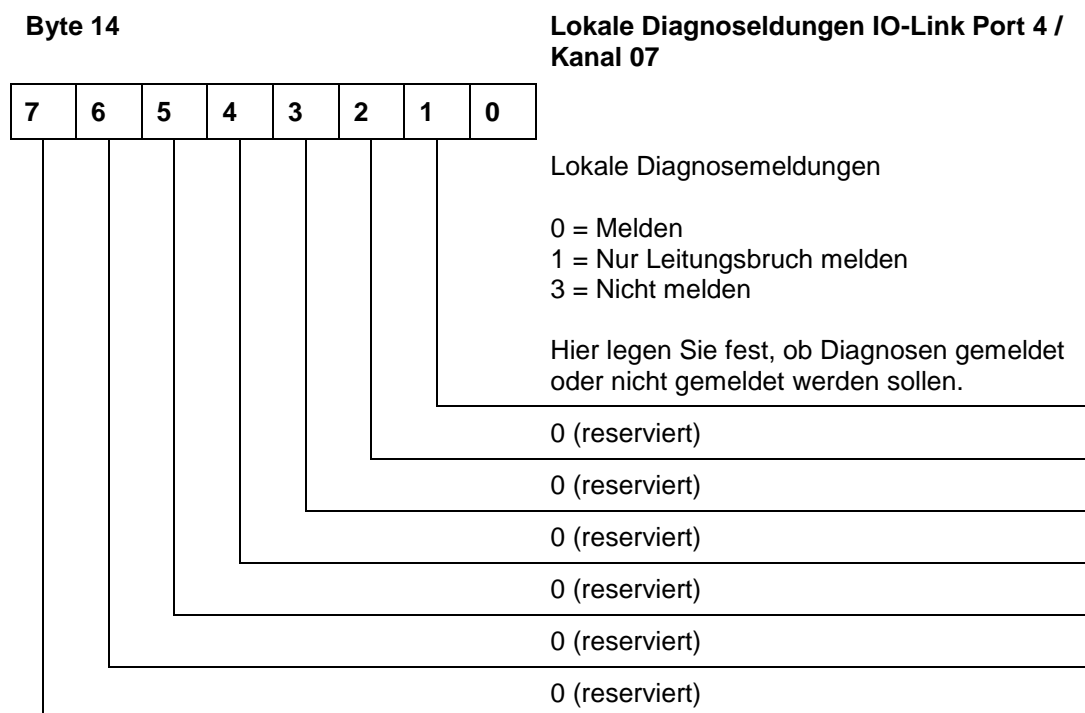 Byte 14
Lokale Diagnoseldungen IO-Link Port 4 /
Kanal 07
7 6 5 4 3 2 1 0
Lokale Diagnosemeldungen
0 = Melden
1 = Nur Leitungsbruch melden
3 = Nicht melden
Hier legen Sie fest, ob Diagnosen gemeldet
oder nicht gemeldet werden sollen.
0 (reserviert)
0 (reserviert)
0 (reserviert)
0 (reserviert)
0 (reserviert)
0 (reserviert)